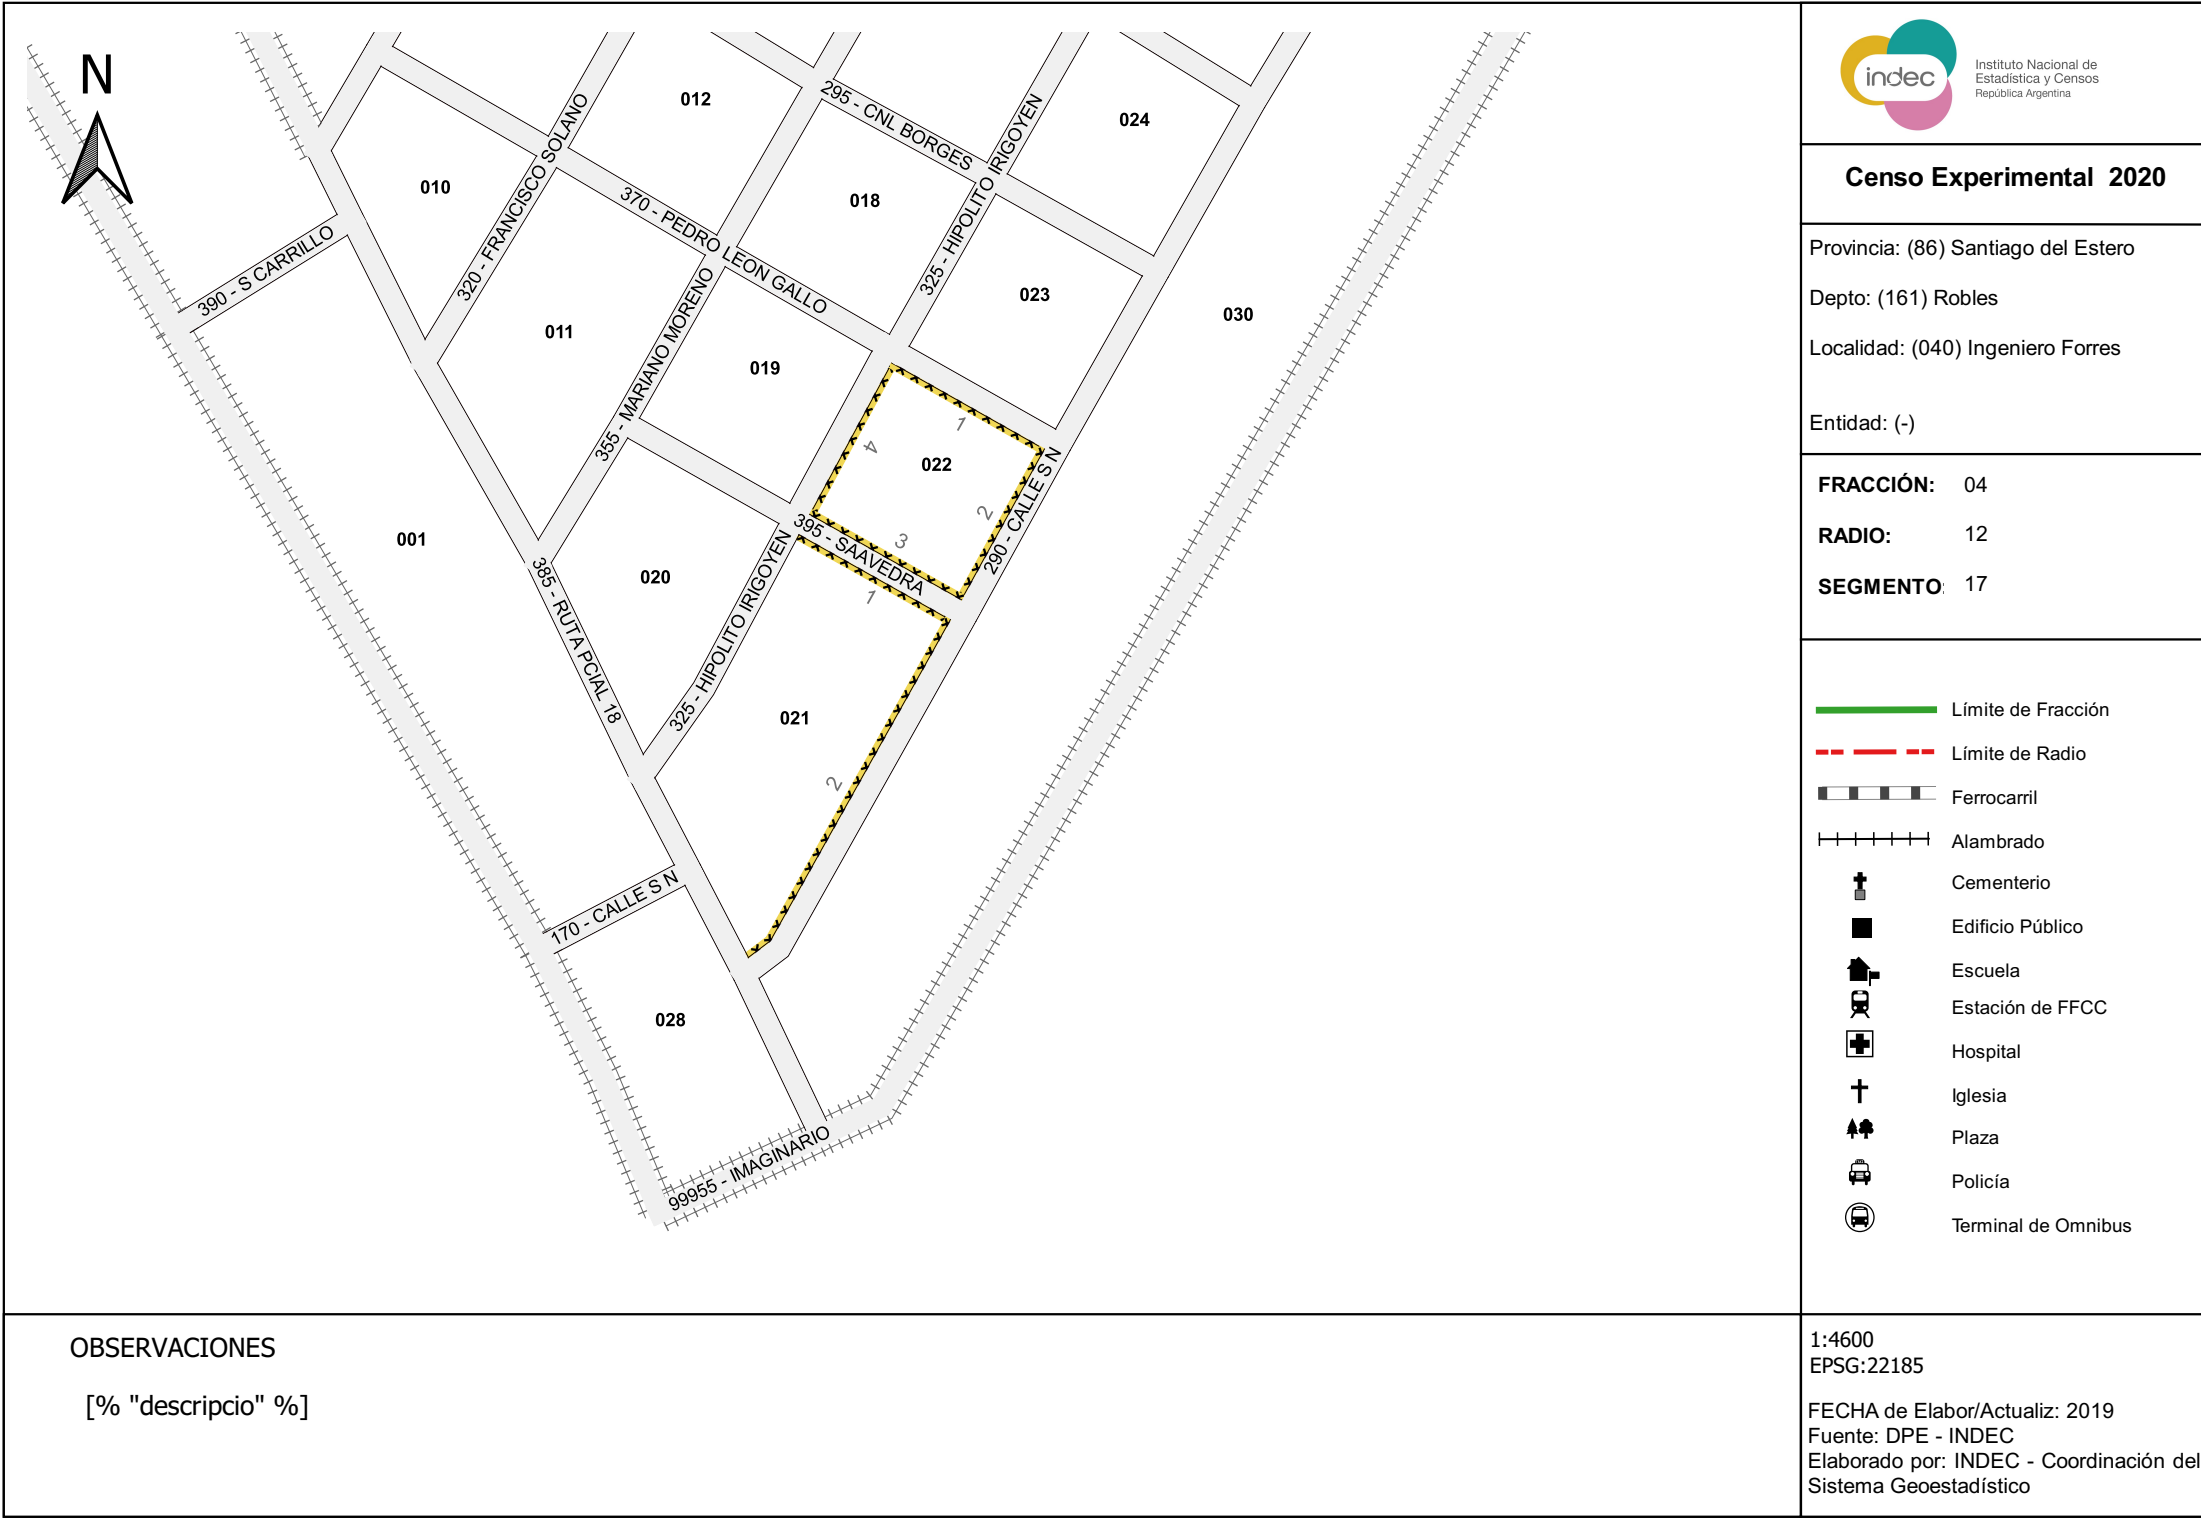 N
012
024
010
018
011
023
030
019
022
001
020
021
028
295 - CNL BORGES
320 - FRANCISCO SOLANO
370 - PEDRO LEON GALLO
325 - HIPOLITO IRIGOYEN
390 - S CARRILLO
355 - MARIANO MORENO
1
4
2
3
395 - SAAVEDRA
290 - CALLE S N
325 - HIPOLITO IRIGOYEN
1
385 - RUTA PCIAL 18
2
170 - CALLE S N
99955 - IMAGINARIO
indec
Instituto Nacional de
Estadística y Censos
República Argentina
Censo Experimental 2020
Provincia: (86) Santiago del Estero
Depto: (161) Robles
Localidad: (040) Ingeniero Forres
Entidad: (-)
FRACCIÓN: 04
RADIO: 12
SEGMENTO: 17
Límite de Fracción
Límite de Radio
Ferrocarril
Alambrado
Cementerio
Edificio Público
Escuela
Estación de FFCC
Hospital
Iglesia
Plaza
Policía
Terminal de Omnibus
OBSERVACIONES
[% "descripcio" %]
1:4600
EPSG:22185
FECHA de Elabor/Actualiz: 2019
Fuente: DPE - INDEC
Elaborado por: INDEC - Coordinación del
Sistema Geoestadístico